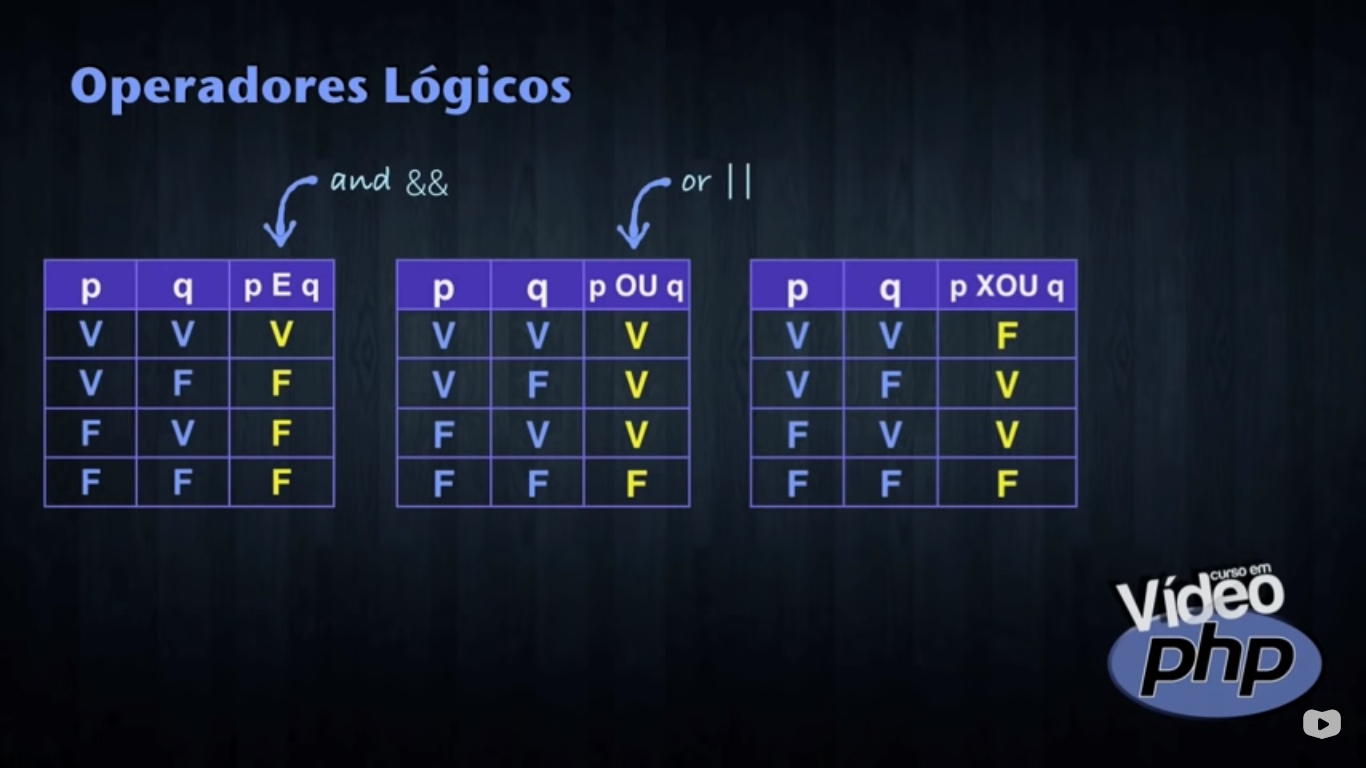 Operadores Lógicos
and &&
or ||
p q p E q
V V V
V F F
F V F
F F F
p q p OU q
V V V
V F V
F V V
F F F
p q p XOU q
V V F
V F V
F V V
F F F
curso em
Vídeo
php